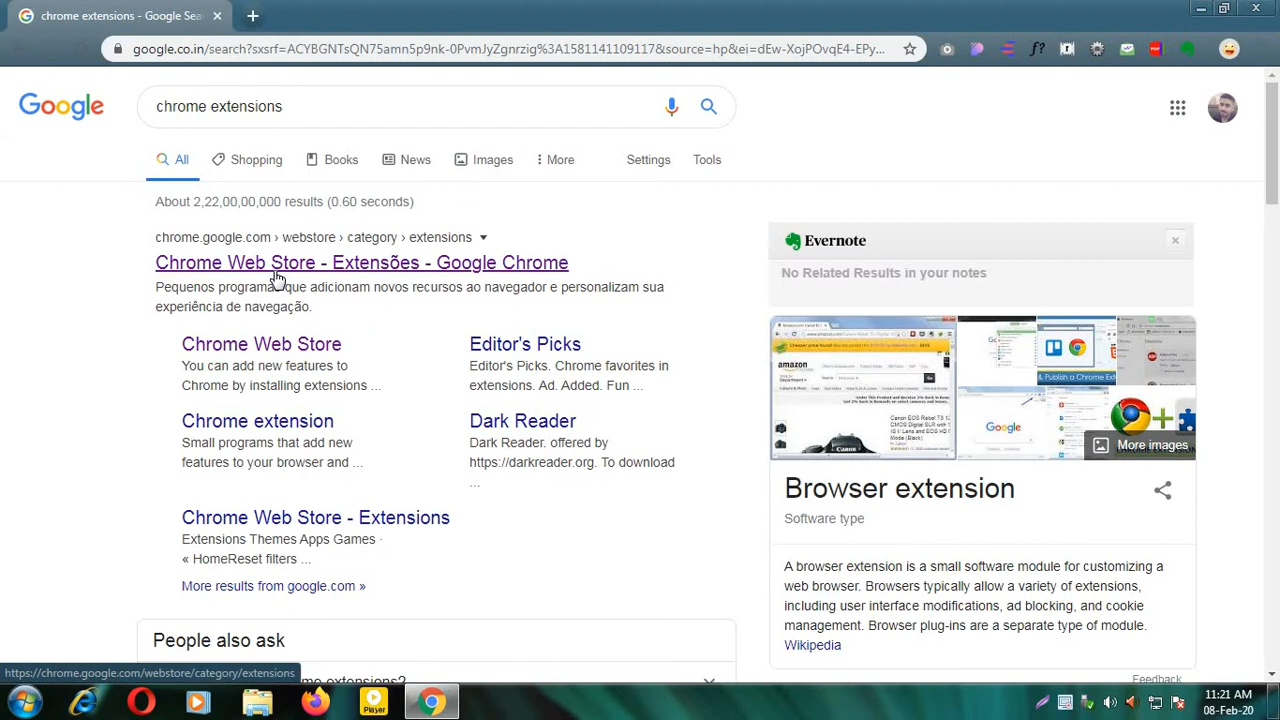 chrome extensions - Google Sea
google.co.in/search?sxsrf=ACYBGNTsQN75amn5p9nk-0PvmJyZgnrzig%3A1581141109117&source=hp&ei=dEw-XojPOvqE4-EPy...
Google
chrome extensions
All
Shopping
Books
News
Images
More
Settings
Tools
About 2,22,00,00,000 results (0.60 seconds)
chrome.google.com › webstore › category › extensions
Chrome Web Store - Extensões - Google Chrome
Pequenos programas que adicionam novos recursos ao navegador e personalizam sua
experiência de navegação.
Chrome Web Store
You can add new features to
Chrome by installing extensions ...
Editor's Picks
Editor's Picks. Chrome favorites in
extensions. Ad. Added. Fun ...
Chrome extension
Small programs that add new
features to your browser and ...
Dark Reader
Dark Reader. offered by
https://darkreader.org. To download
...
Chrome Web Store - Extensions
Extensions Themes Apps Games ·
« HomeReset filters ...
More results from google.com »
People also ask
me extensions?
Evernote
No Related Results in your notes
amazon
Google
& Publish a Chrome Ext
More images
Browser extension
Software type
A browser extension is a small software module for customizing a
web browser. Browsers typically allow a variety of extensions,
including user interface modifications, ad blocking, and cookie
management. Browser plug-ins are a separate type of module.
Wikipedia
Feedback
https://chrome.google.com/webstore/category/extensions
Player
11:21 AM
08-Feb-20